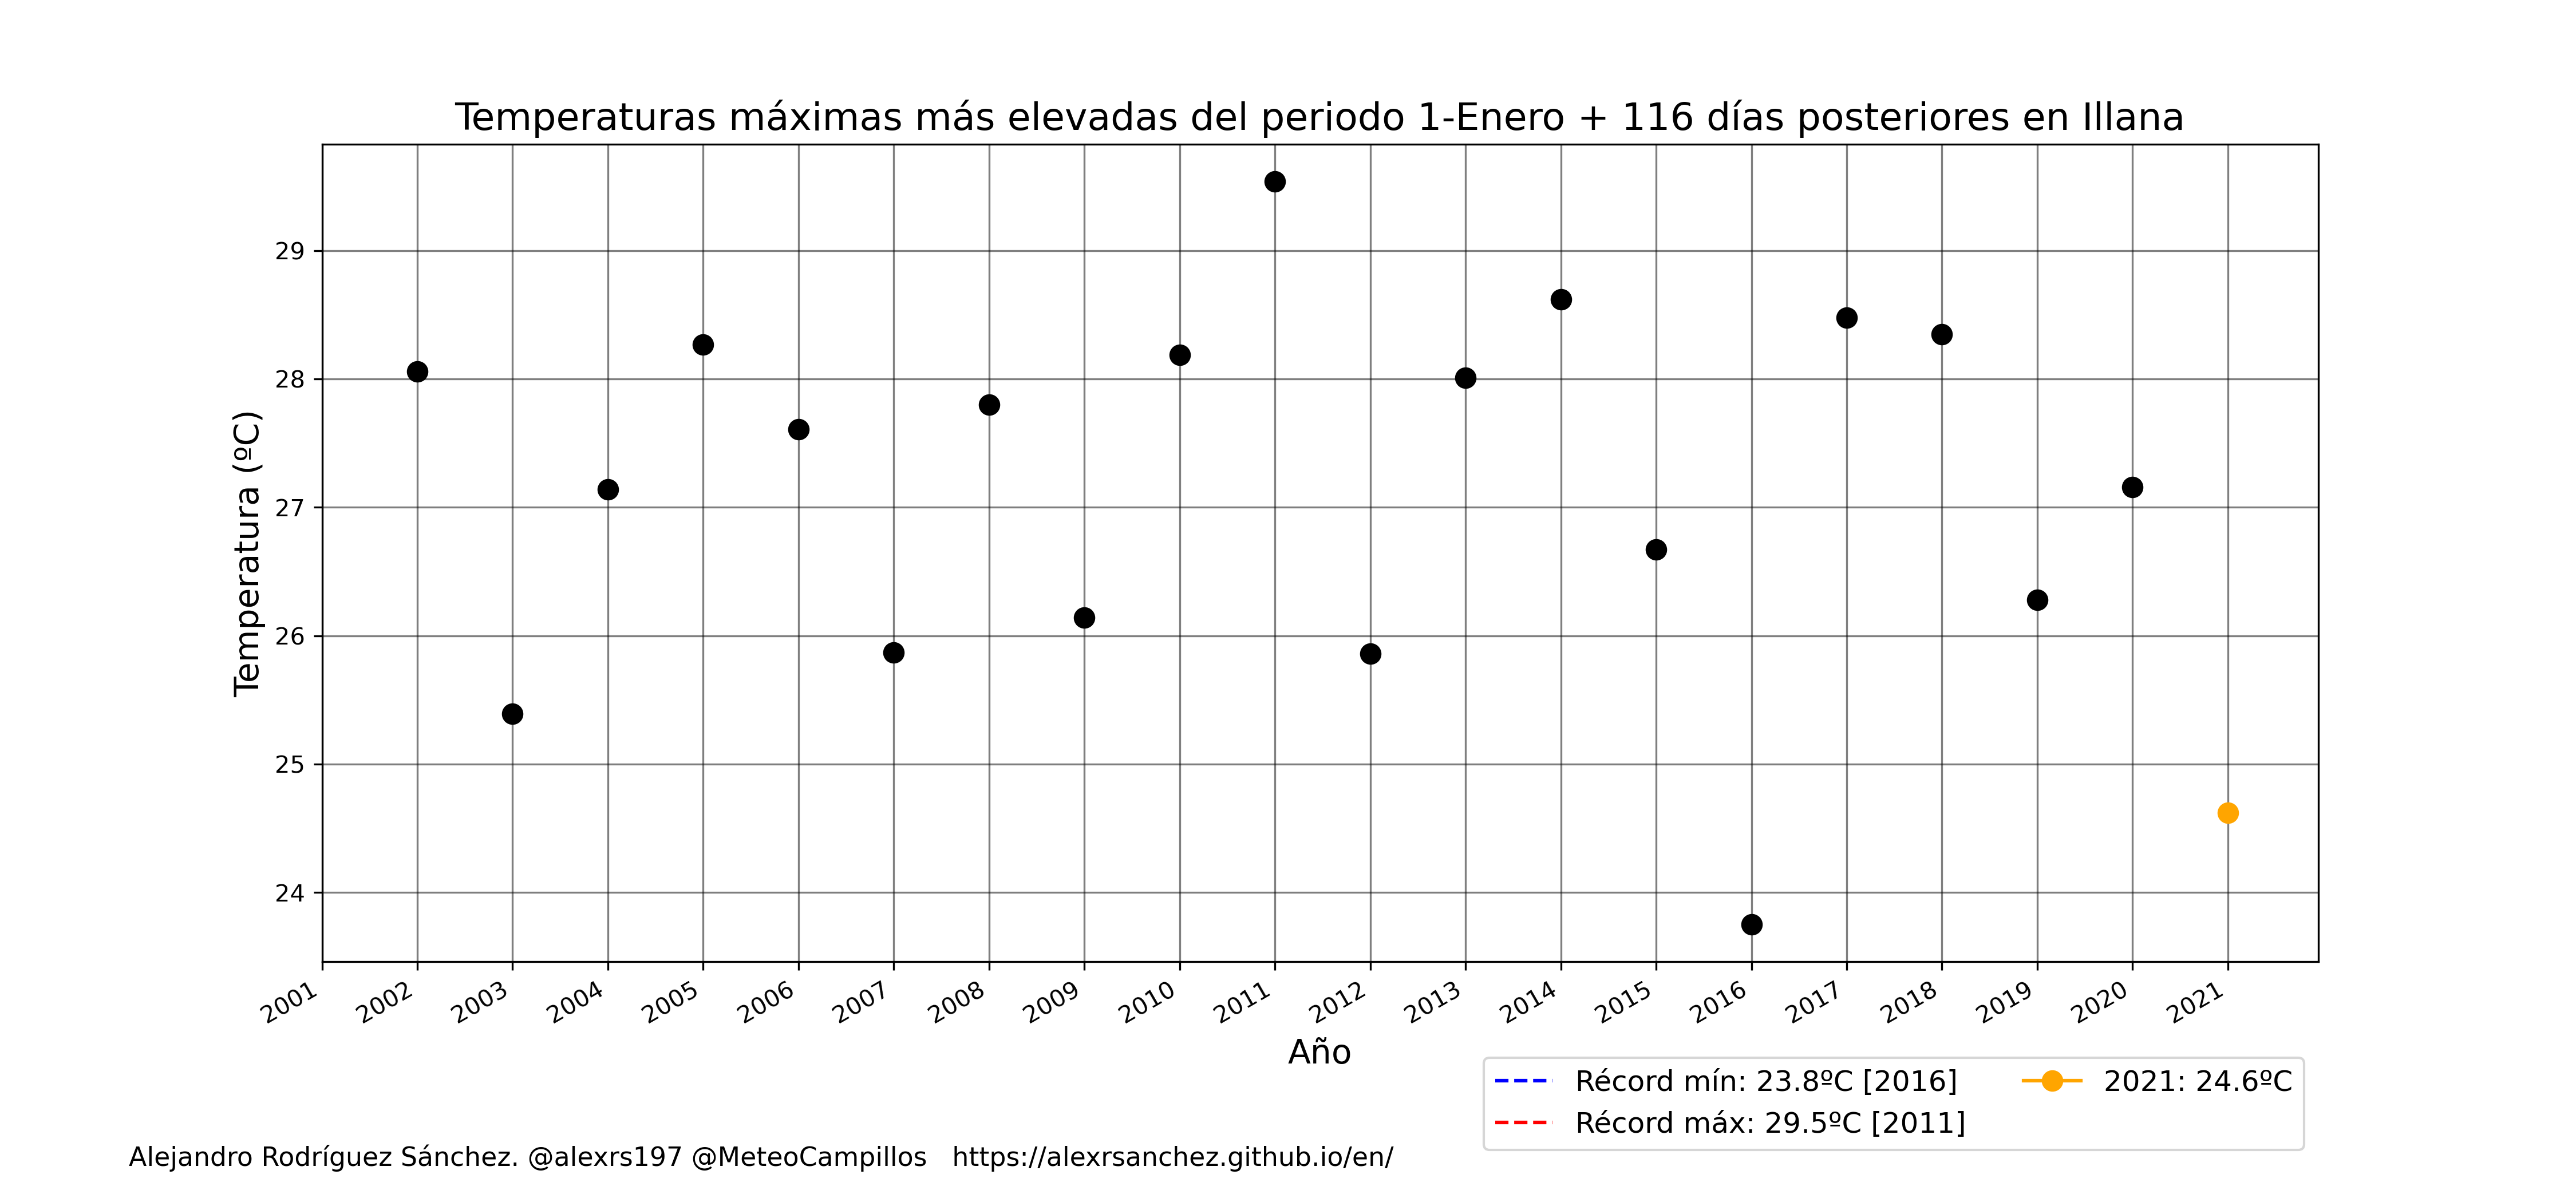 Temperaturas máximas más elevadas del periodo 1-Enero + 116 días posteriores en Illana
Temperatura (ºC)
29
28
27
26
25
24
2001 2002 2003 2004 2005 2006 2007 2008 2009 2010 2011 2012 2013 2014 2015 2016 2017 2018 2019 2020 2021
Año
Récord mín: 23.8ºC [2016]
Récord máx: 29.5ºC [2011]
2021: 24.6ºC
Alejandro Rodríguez Sánchez. @alexrs197 @MeteoCampillos https://alexrsanchez.github.io/en/